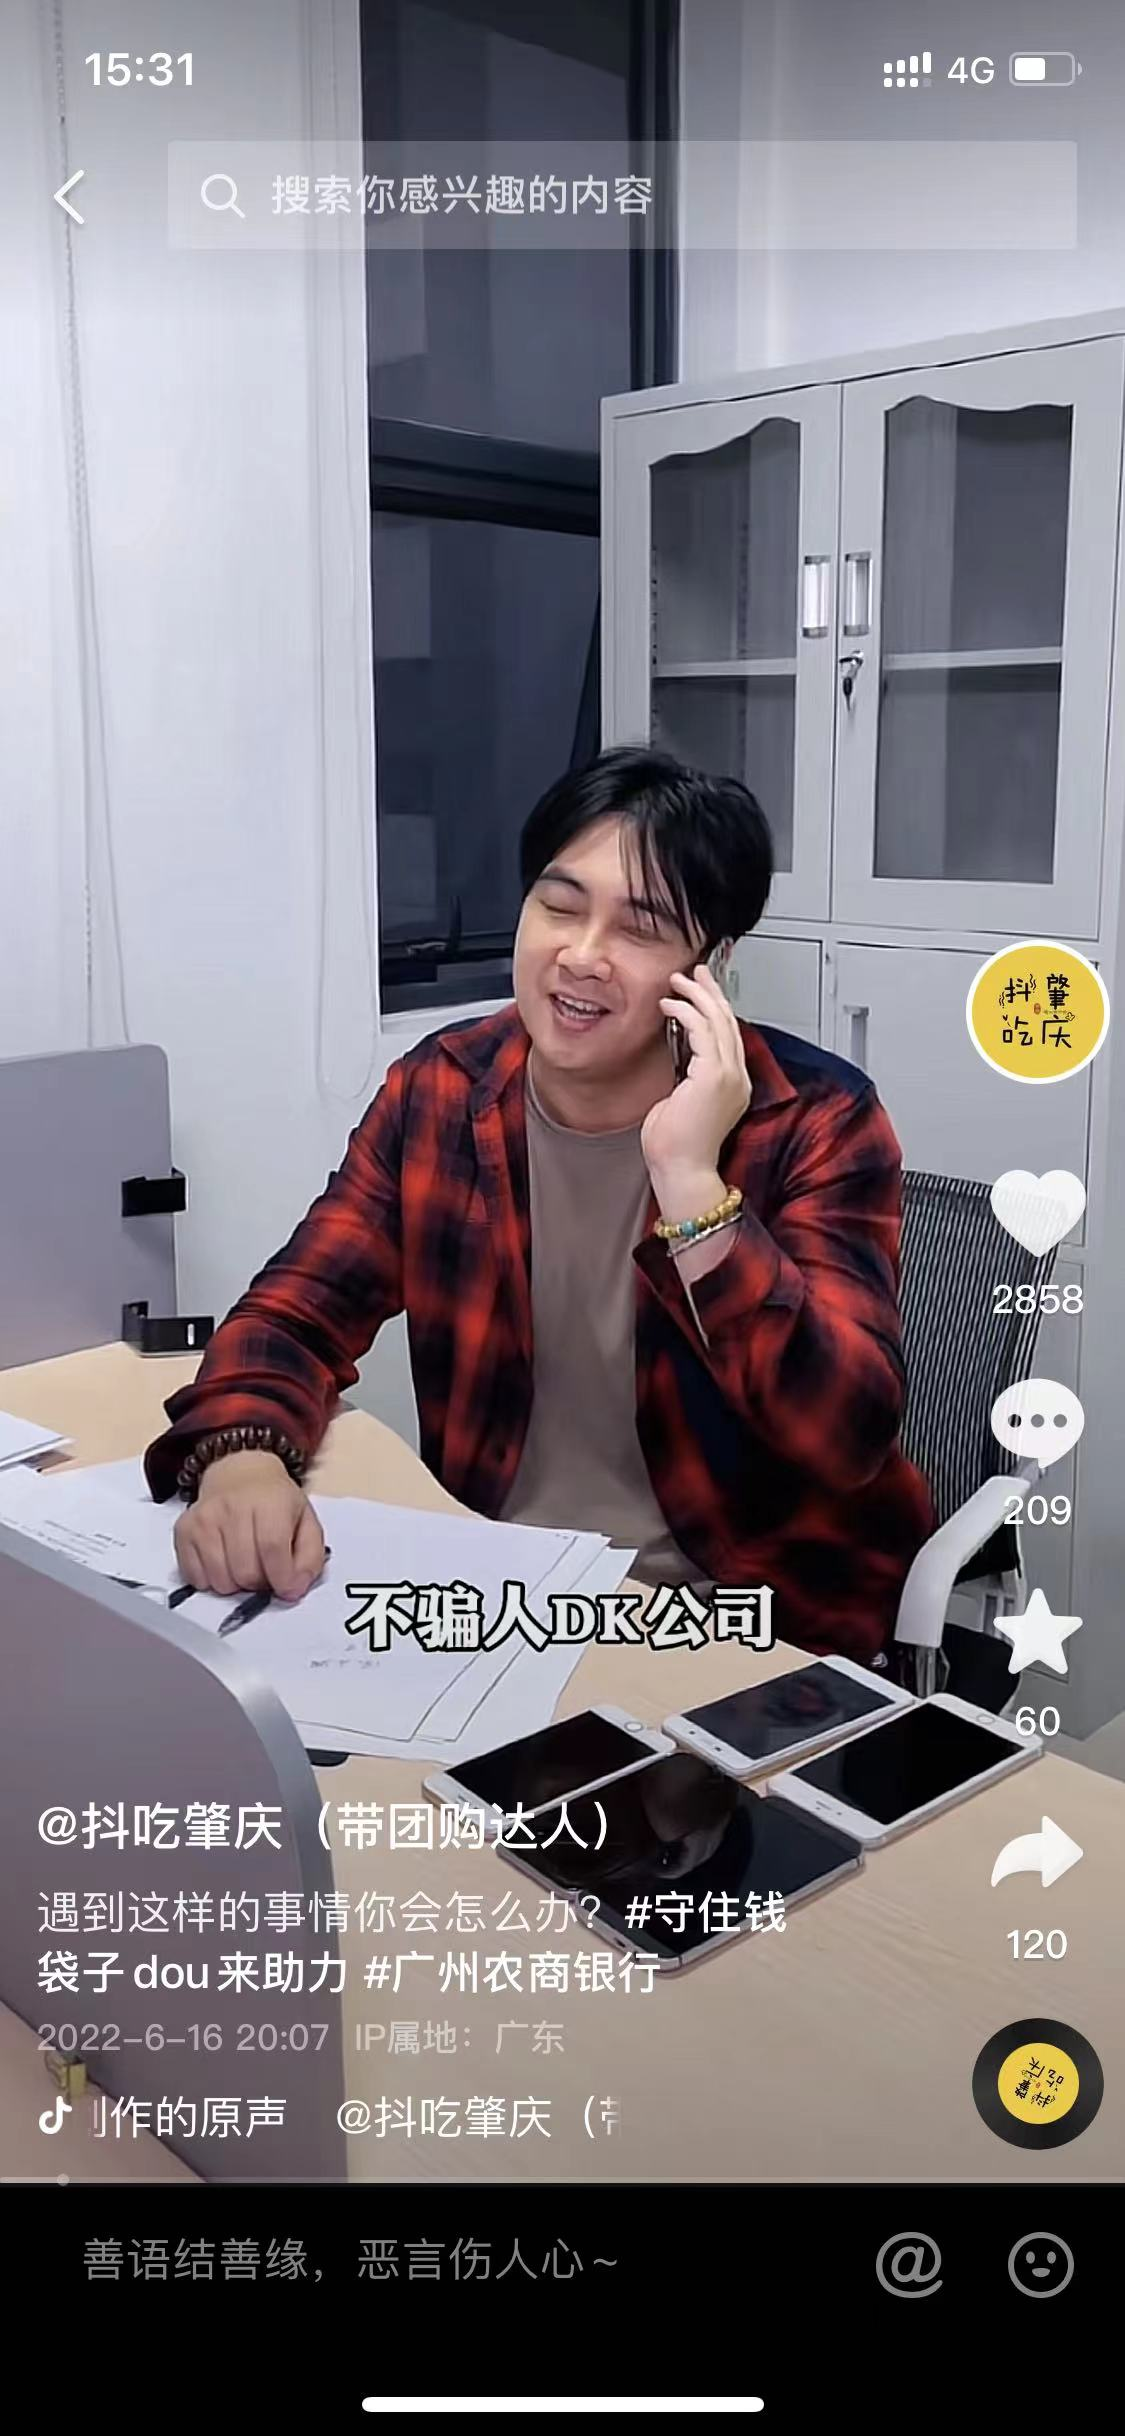 15:31
4G
搜索你感兴趣的内容
抖肇
吃庆
2858
209
不骗人DK公司
60
@抖吃肇庆（带团购达人）
遇到这样的事情你会怎么办？#守住钱
袋子dou来助力 #广州农商银行
120
2022-6-16 20:07 IP属地：广东
作的原声 @抖吃肇庆（
善语结善缘，恶言伤人心~